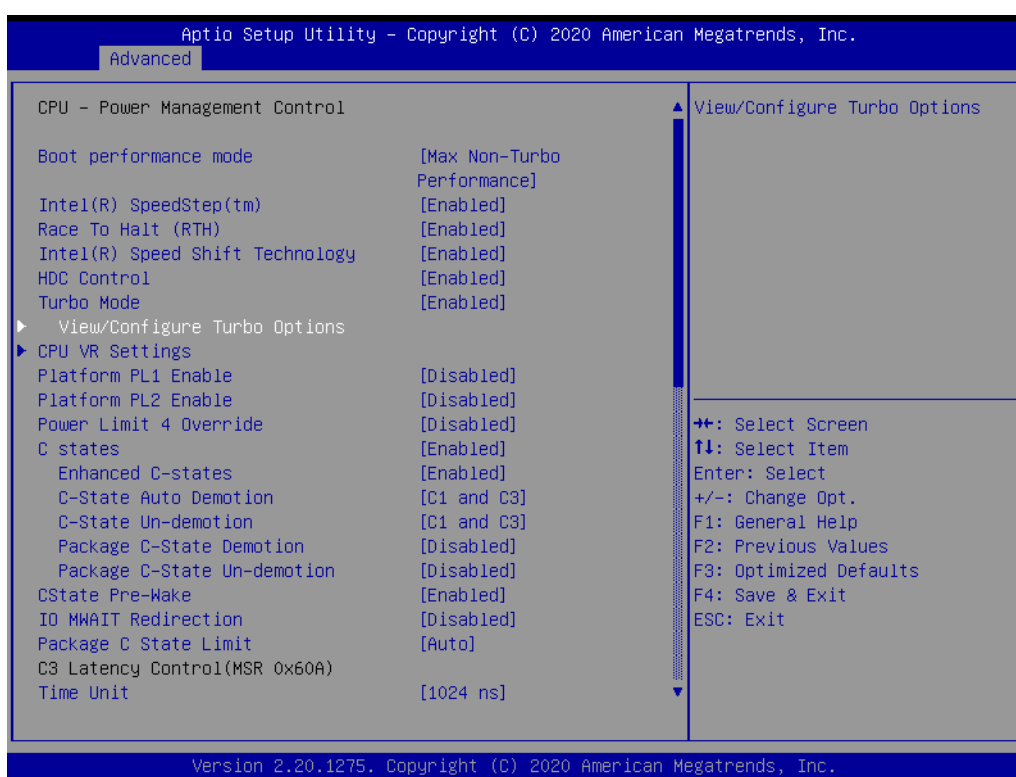 Aptio Setup Utility – Copyright (C) 2020 American Megatrends, Inc.
Advanced
CPU – Power Management Control
Boot performance mode [Max Non-Turbo
Performance]
Intel(R) SpeedStep(tm) [Enabled]
Race To Halt (RTH) [Enabled]
Intel(R) Speed Shift Technology [Enabled]
HDC Control [Enabled]
Turbo Mode [Enabled]
View/Configure Turbo Options
CPU VR Settings
Platform PL1 Enable [Disabled]
Platform PL2 Enable [Disabled]
Power Limit 4 Override [Disabled]
C states [Enabled]
Enhanced C-states [Enabled]
C-State Auto Demotion [C1 and C3]
C-State Un-demotion [C1 and C3]
Package C-State Demotion [Disabled]
Package C-State Un-demotion [Disabled]
CState Pre-Wake [Enabled]
IO MWAIT Redirection [Disabled]
Package C State Limit [Auto]
C3 Latency Control(MSR 0x60A)
Time Unit [1024 ns]
View/Configure Turbo Options
→←: Select Screen
↑↓: Select Item
Enter: Select
+/-: Change Opt.
F1: General Help
F2: Previous Values
F3: Optimized Defaults
F4: Save & Exit
ESC: Exit
Version 2.20.1275. Copyright (C) 2020 American Megatrends, Inc.